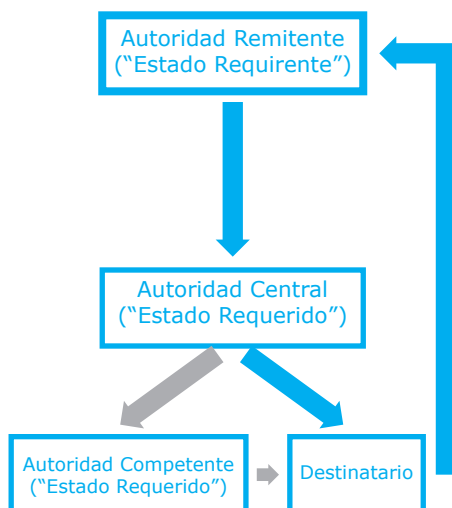 Autoridad Remitente
(“Estado Requirente”)
Autoridad Central
(“Estado Requerido”)
Autoridad Competente
(“Estado Requerido”)
Destinatario